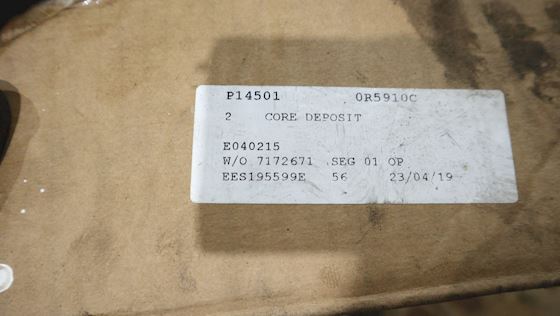 P14501 0R5910C
2 CORE DEPOSIT
E040215
W/O 7172671 SEG 01 OP
EES195599E 56 23/04/19